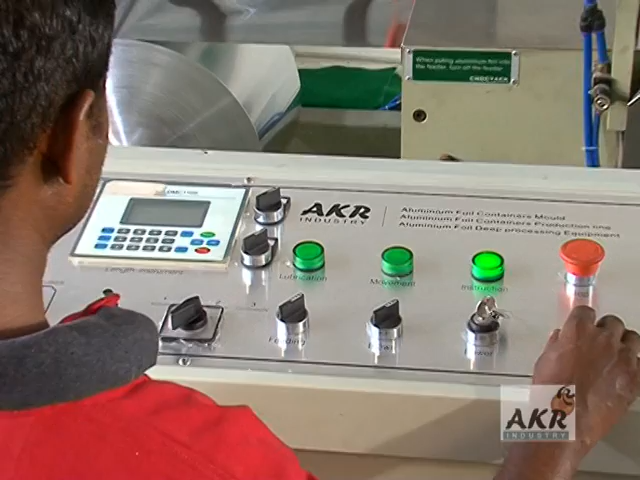 When pulling aluminum foil into
the feeder, turn off the feeder
AKR
INDUSTRY
Aluminium Foil Containers Mould
Aluminium Foil Containers Production line
Aluminium Foil Deep processing Equipment
Length instrument
Lubrication
Movement
Instruction
Feeding
Power
AKR
INDUSTRY